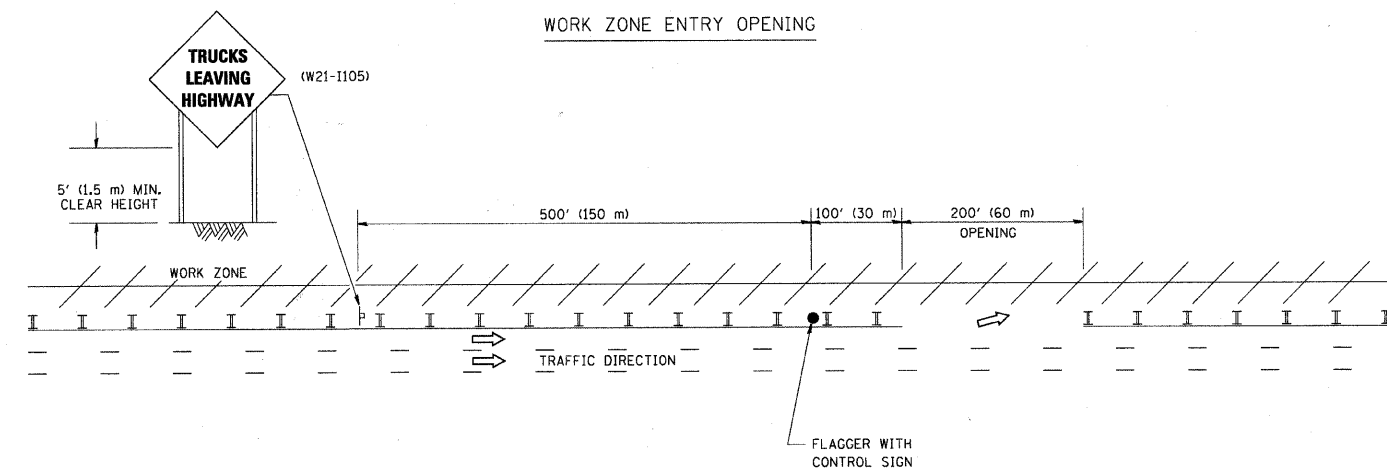 WORK ZONE ENTRY OPENING
TRUCKS
LEAVING
HIGHWAY
(W21-I105)
5' (1.5 m) MIN.
CLEAR HEIGHT
500' (150 m)
100' (30 m)
200' (60 m)
OPENING
WORK ZONE
TRAFFIC DIRECTION
FLAGGER WITH
CONTROL SIGN